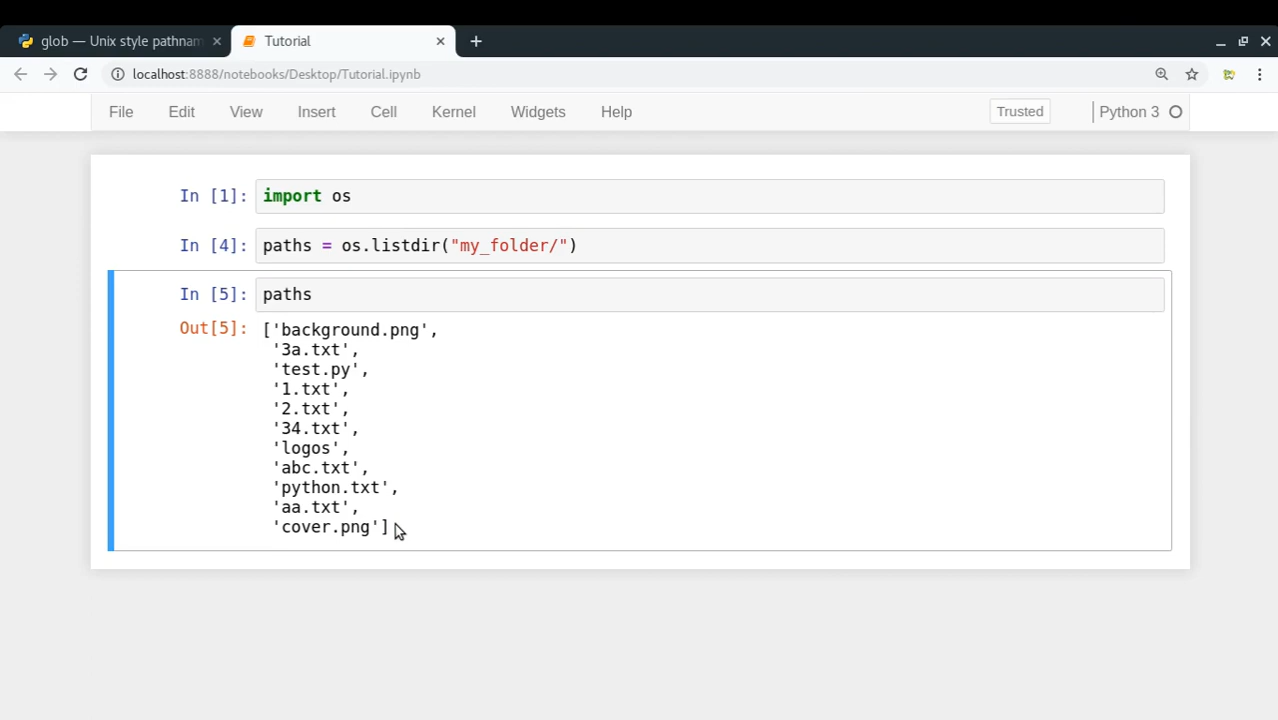 glob — Unix style pathnam
Tutorial
localhost:8888/notebooks/Desktop/Tutorial.ipynb
File Edit View Insert Cell Kernel Widgets Help Trusted Python 3
In [1]: import os
In [4]: paths = os.listdir("my_folder/")
In [5]: paths
Out[5]: ['background.png',
'3a.txt',
'test.py',
'1.txt',
'2.txt',
'34.txt',
'logos',
'abc.txt',
'python.txt',
'aa.txt',
'cover.png']